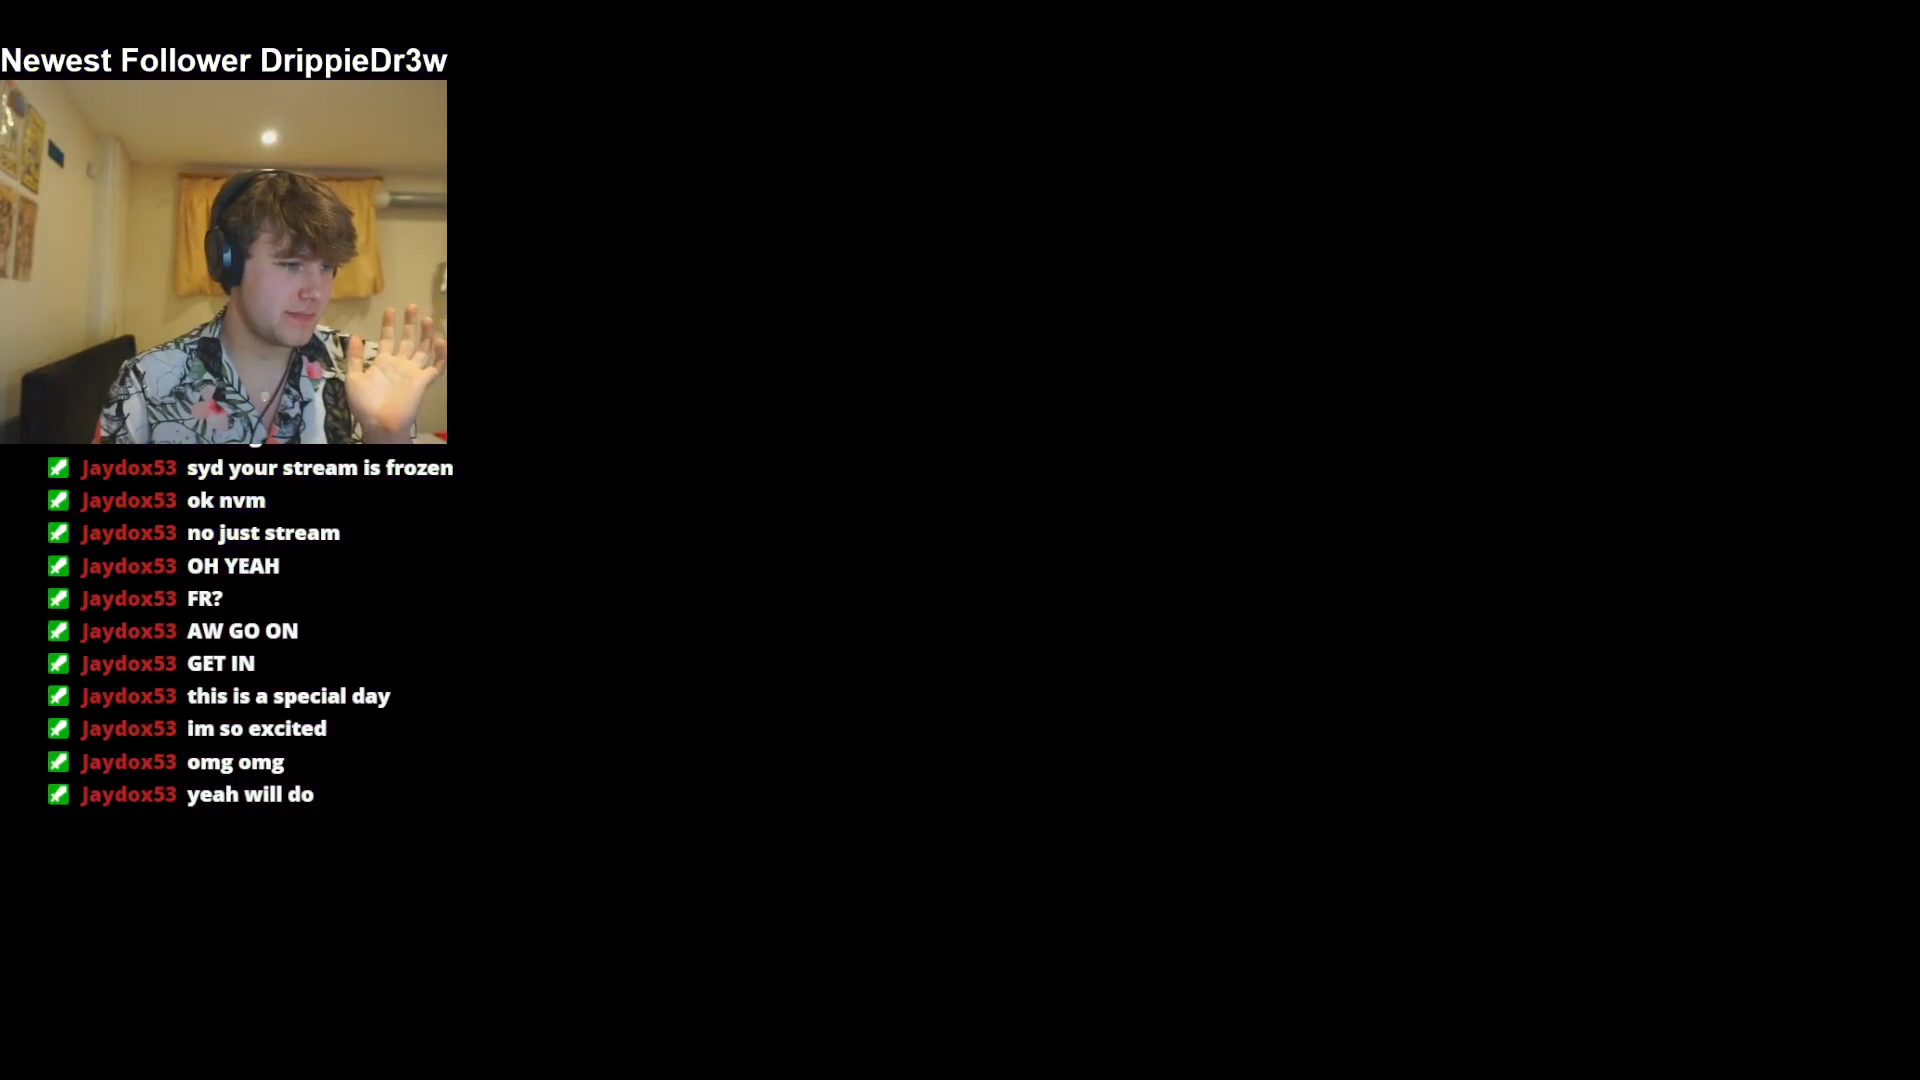 Newest Follower DrippieDr3w
Jaydox53 syd your stream is frozen
Jaydox53 ok nvm
Jaydox53 no just stream
Jaydox53 OH YEAH
Jaydox53 FR?
Jaydox53 AW GO ON
Jaydox53 GET IN
Jaydox53 this is a special day
Jaydox53 im so excited
Jaydox53 omg omg
Jaydox53 yeah will do